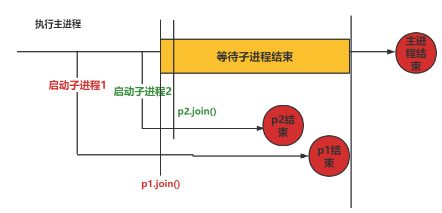 执行主进程
启动子进程1
启动子进程2
等待子进程结束
主进
程结
束
p2.join()
p2结
束
p1结
束
p1.join()